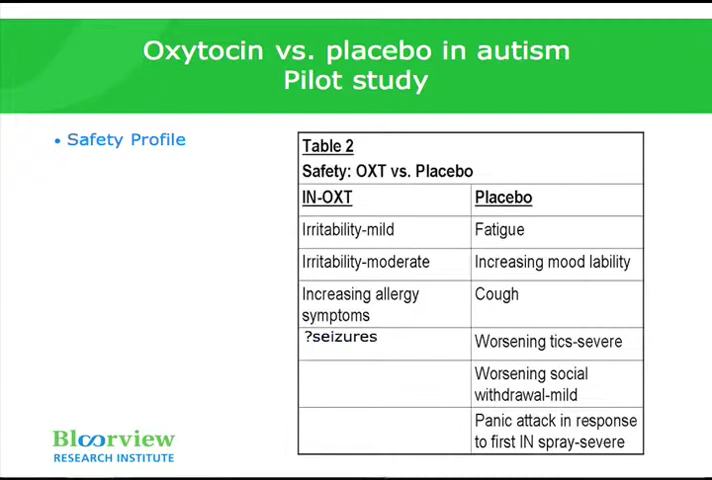 Oxytocin vs. placebo in autism
Pilot study
• Safety Profile
Table 2
Safety: OXT vs. Placebo
IN-OXT Placebo
Irritability-mild Fatigue
Irritability-moderate Increasing mood lability
Increasing allergy
symptoms Cough
?seizures Worsening tics-severe
Worsening social
withdrawal-mild
Panic attack in response
to first IN spray-severe
Bloorview
RESEARCH INSTITUTE